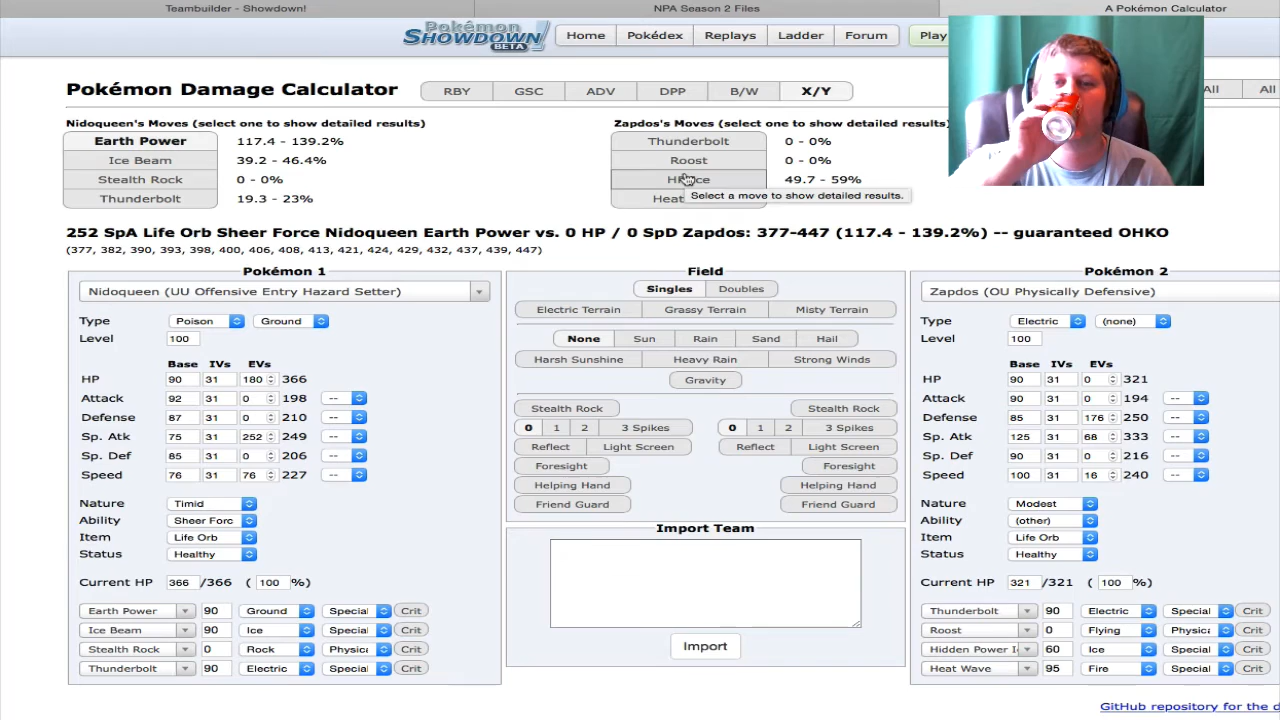 Teambuilder - Showdown! NPA Season 2 Files A Pokémon Calculator
Pokémon SHOWDOWN! BETA Home Pokédex Replays Ladder Forum Play
Pokémon Damage Calculator RBY GSC ADV DPP B/W X/Y All All
Nidoqueen's Moves (select one to show detailed results) Zapdos's Moves (select one to show detailed results)
Earth Power 117.4 - 139.2% Thunderbolt 0 - 0%
Ice Beam 39.2 - 46.4% Roost 0 - 0%
Stealth Rock 0 - 0% 49.7 - 59%
Thunderbolt 19.3 - 23% Heat Select a move to show detailed results.
252 SpA Life Orb Sheer Force Nidoqueen Earth Power vs. 0 HP / 0 SpD Zapdos: 377-447 (117.4 - 139.2%) -- guaranteed OHKO
(377, 382, 390, 393, 398, 400, 406, 408, 413, 421, 424, 429, 432, 437, 439, 447)
Pokémon 1 Field Pokémon 2
Nidoqueen (UU Offensive Entry Hazard Setter) Singles Doubles Zapdos (OU Physically Defensive)
Electric Terrain Grassy Terrain Misty Terrain
Type Poison Ground Type Electric (none)
Level 100 None Sun Rain Sand Hail Level 100
Harsh Sunshine Heavy Rain Strong Winds
Base IVs EVs Base IVs EVs
HP 90 31 180 366 Gravity HP 90 31 0 321
Attack 92 31 0 198 -- Stealth Rock Stealth Rock Attack 90 31 0 194 --
Defense 87 31 0 210 -- 0 1 2 3 Spikes 0 1 2 3 Spikes Defense 85 31 176 250 --
Sp. Atk 75 31 252 249 -- Reflect Light Screen Reflect Light Screen Sp. Atk 125 31 68 333 --
Sp. Def 85 31 0 206 -- Foresight Foresight Sp. Def 90 31 0 216 --
Speed 76 31 76 227 -- Helping Hand Helping Hand Speed 100 31 16 240 --
Nature Timid Friend Guard Friend Guard Nature Modest
Ability Sheer Forc Import Team Ability (other)
Item Life Orb Item Life Orb
Status Healthy Status Healthy
Current HP 366 /366 ( 100 %) Current HP 321 /321 ( 100 %)
Earth Power 90 Ground Special Crit Thunderbolt 90 Electric Special Crit
Ice Beam 90 Ice Special Crit Roost 0 Flying Physica Crit
Stealth Rock 0 Rock Physica Crit Import Hidden Power I 60 Ice Special Crit
Thunderbolt 90 Electric Special Crit Heat Wave 95 Fire Special Crit
GitHub repository for the d